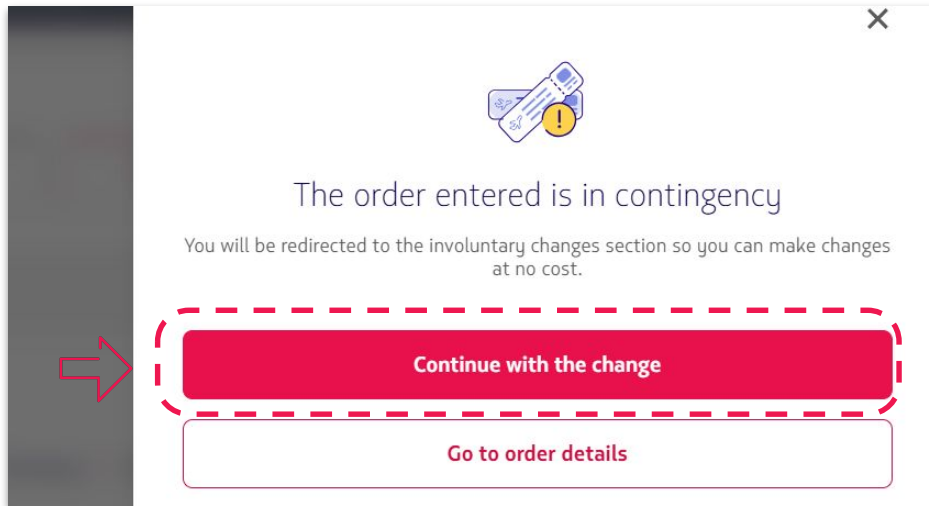 The order entered is in contingency
You will be redirected to the involuntary changes section so you can make changes
at no cost.
Continue with the change
Go to order details